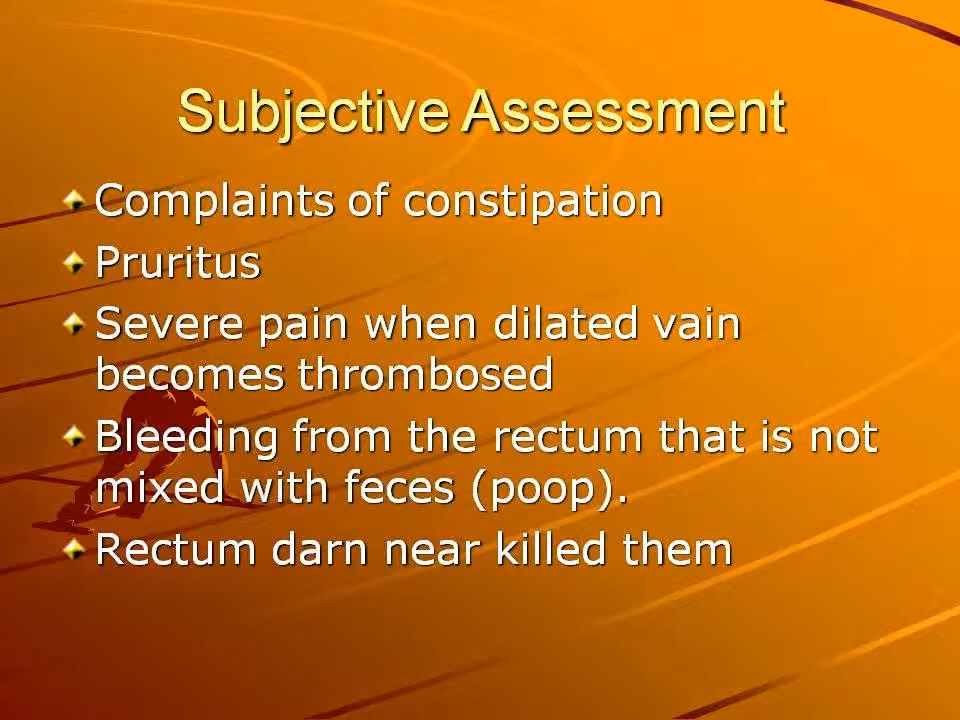 Subjective Assessment
Complaints of constipation
Pruritus
Severe pain when dilated vain
becomes thrombosed
Bleeding from the rectum that is not
mixed with feces (poop).
Rectum darn near killed them